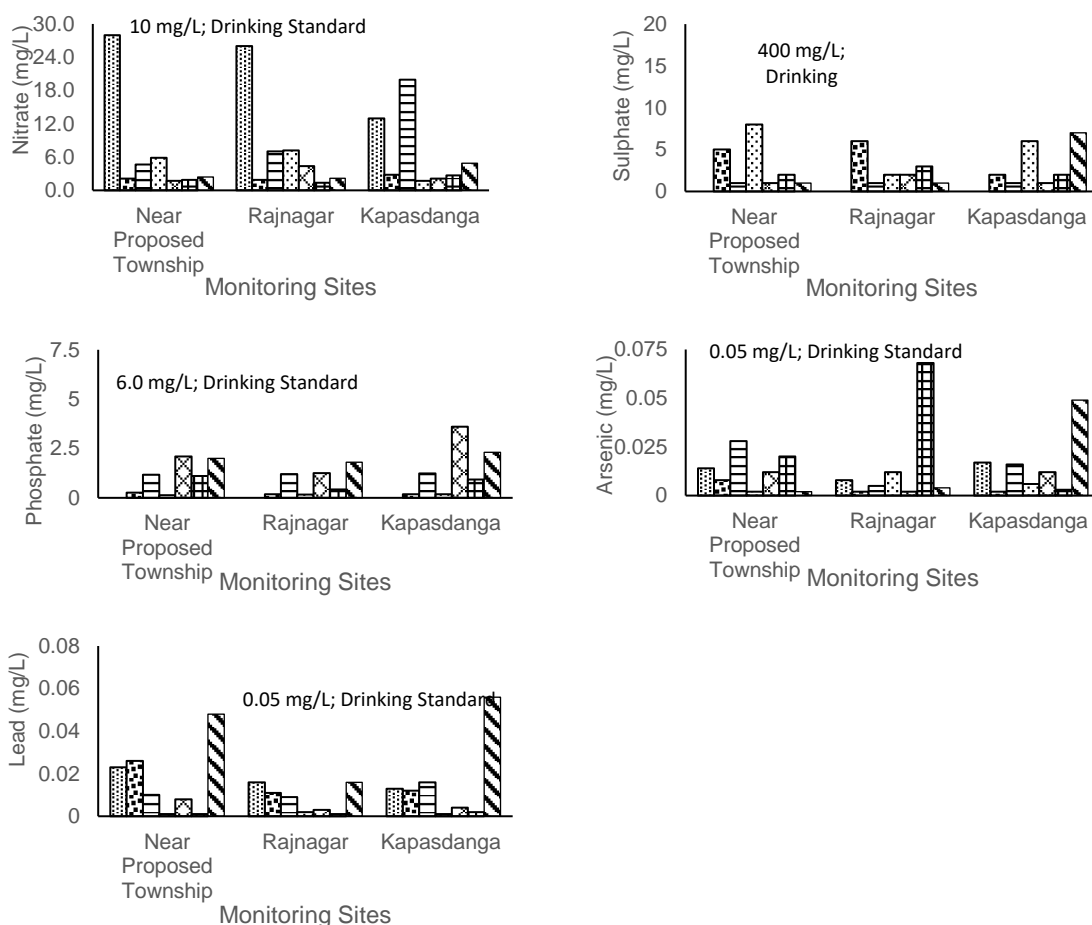 10 mg/L; Drinking Standard
Nitrate (mg/L)
30.0
24.0
18.0
12.0
6.0
0.0
Near
Proposed
Township
Rajnagar
Kapasdanga
Monitoring Sites
400 mg/L;
Drinking
Sulphate (mg/L)
20
15
10
5
0
Near
Proposed
Township
Rajnagar
Kapasdanga
Monitoring Sites
6.0 mg/L; Drinking Standard
Phosphate (mg/L)
7.5
5
2.5
0
Near
Proposed
Township
Rajnagar
Kapasdanga
Monitoring Sites
0.05 mg/L; Drinking Standard
Arsenic (mg/L)
0.075
0.05
0.025
0
Near
Proposed
Township
Rajnagar
Kapasdanga
Monitoring Sites
0.05 mg/L; Drinking Standard
Lead (mg/L)
0.08
0.06
0.04
0.02
0
Near
Proposed
Township
Rajnagar
Kapasdanga
Monitoring Sites